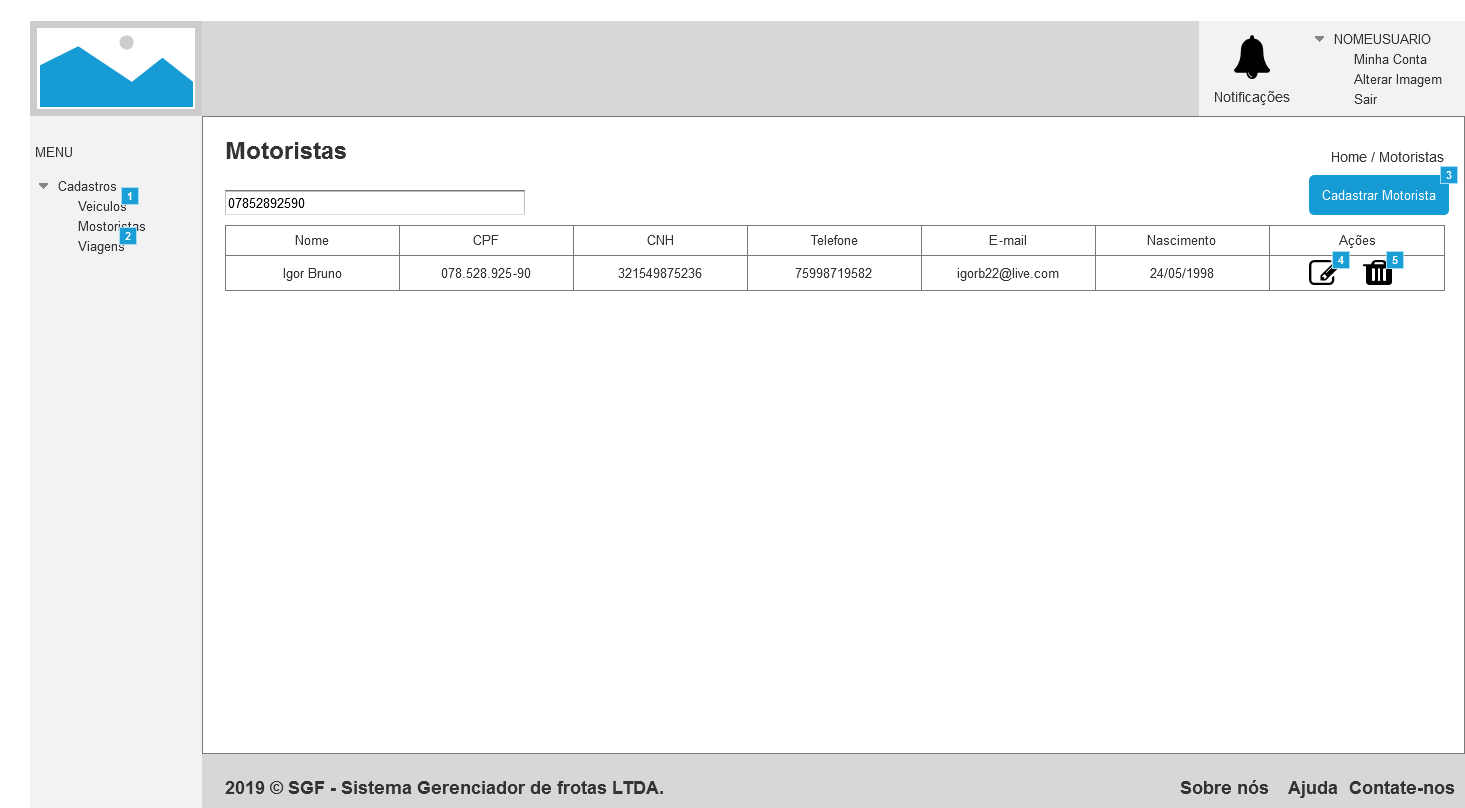 NOMEUSUARIO
Minha Conta
Alterar Imagem
Sair
Notificações
MENU
Cadastros
1
Veiculos
Mostoristas
2
Viagens
Motoristas
Home / Motoristas
3
Cadastrar Motorista
07852892590
Nome CPF CNH Telefone E-mail Nascimento Ações
4 5
Igor Bruno 078.528.925-90 321549875236 75998719582 igorb22@live.com 24/05/1998
2019 © SGF - Sistema Gerenciador de frotas LTDA.
Sobre nós Ajuda Contate-nos